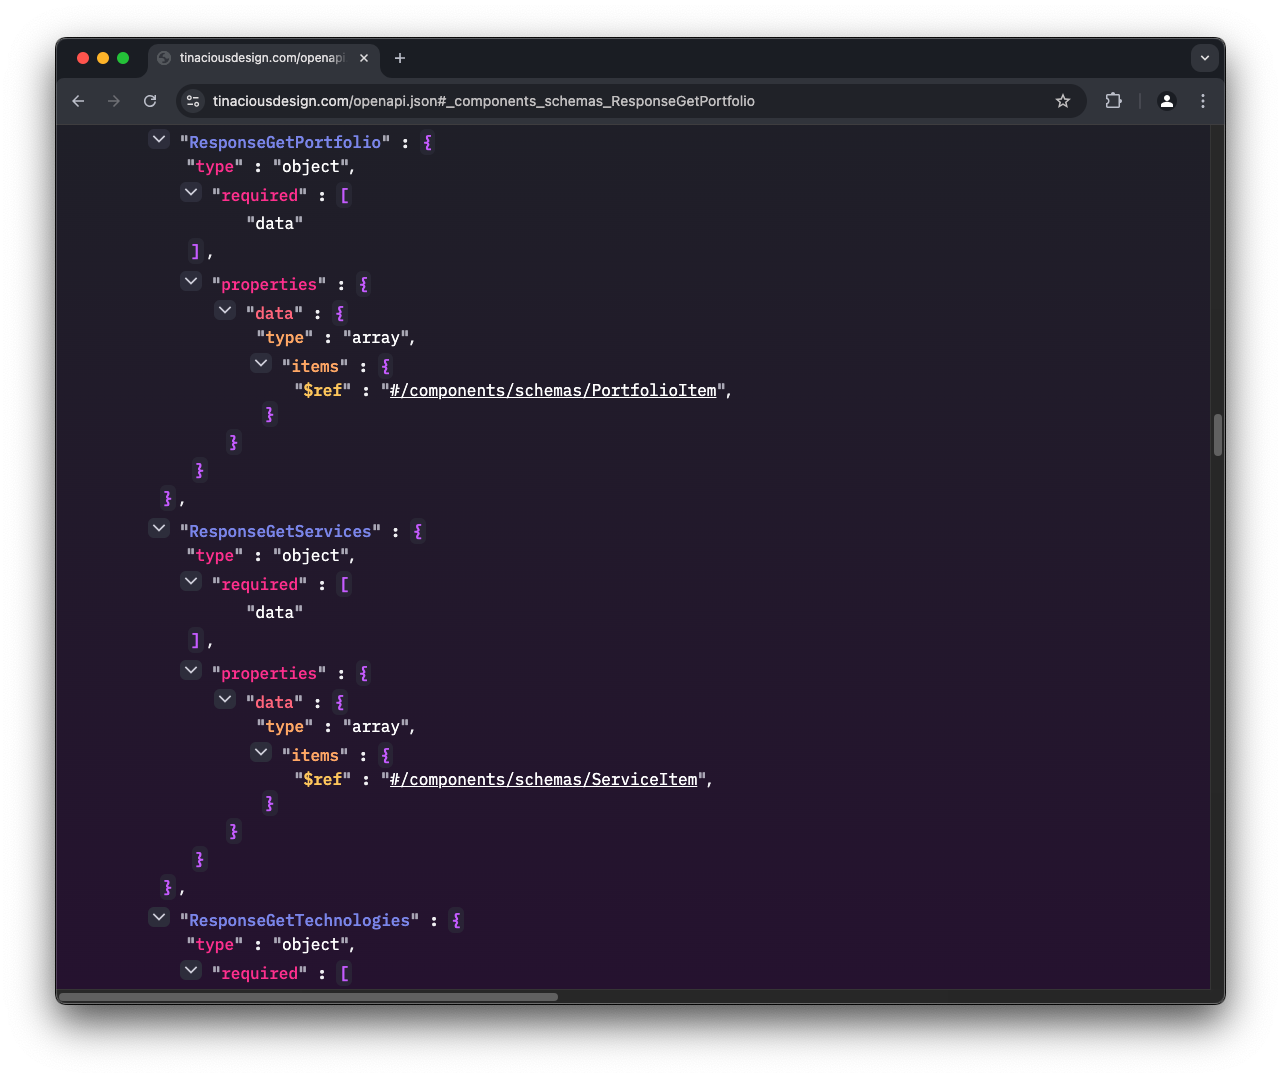 tinaciousdesign.com/openapi
tinaciousdesign.com/openapi.json#_components_schemas_ResponseGetPortfolio
"ResponseGetPortfolio" : {
"type" : "object",
"required" : [
"data"
],
"properties" : {
"data" : {
"type" : "array",
"items" : {
"$ref" : "#/components/schemas/PortfolioItem",
}
}
}
},
"ResponseGetServices" : {
"type" : "object",
"required" : [
"data"
],
"properties" : {
"data" : {
"type" : "array",
"items" : {
"$ref" : "#/components/schemas/ServiceItem",
}
}
}
},
"ResponseGetTechnologies" : {
"type" : "object",
"required" : [